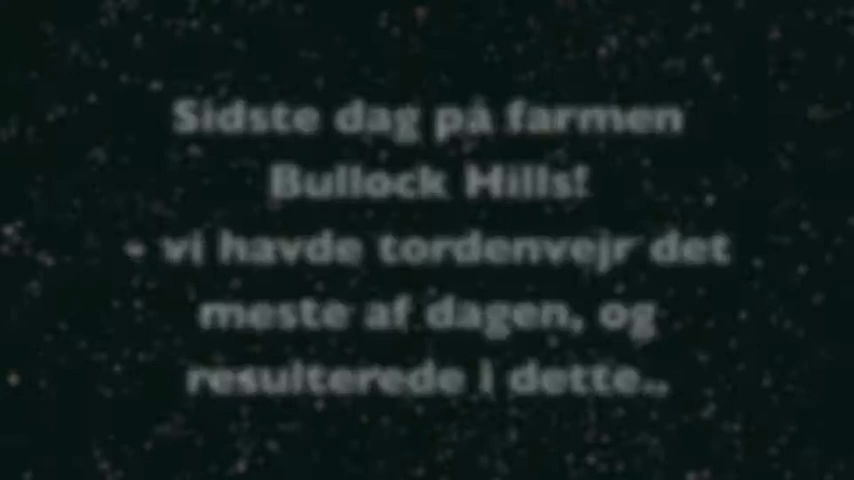 Sidste dag på farmen
Bullock Hills!
- vi havde tordenvejr det
meste af dagen, og
resulterede i dette..